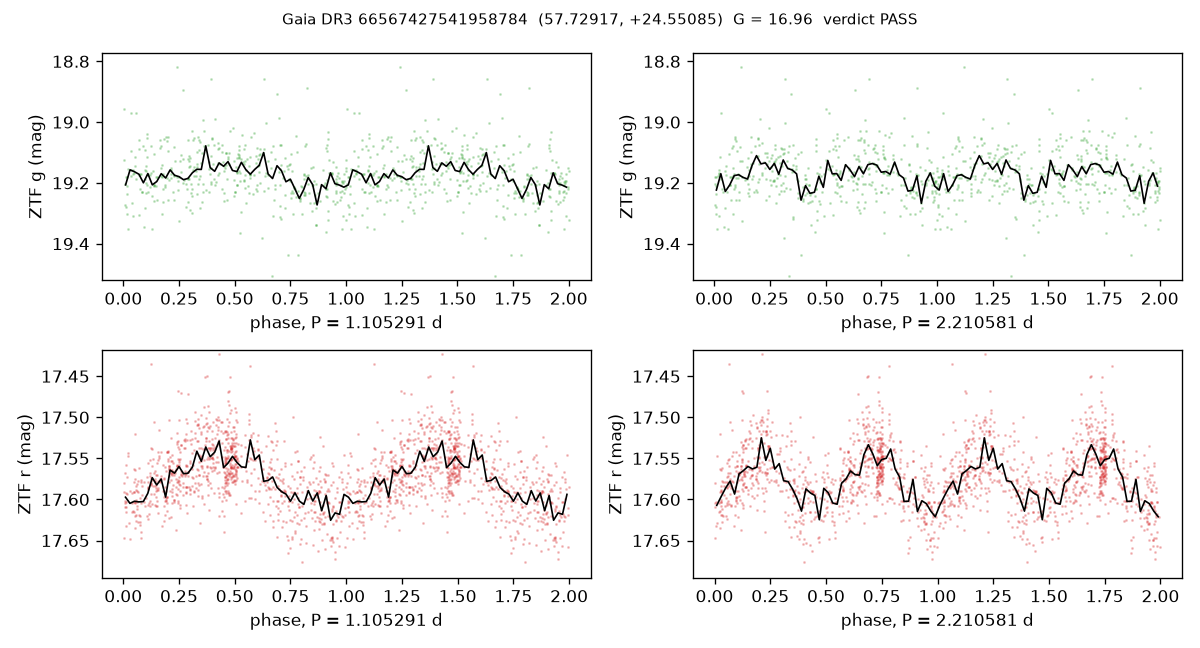 Gaia DR3 66567427541958784 (57.72917, +24.55085) G = 16.96 verdict PASS
ZTF g (mag)
18.8
19.0
19.2
19.4
0.00 0.25 0.50 0.75 1.00 1.25 1.50 1.75 2.00
phase, P = 1.105291 d
ZTF g (mag)
18.8
19.0
19.2
19.4
0.00 0.25 0.50 0.75 1.00 1.25 1.50 1.75 2.00
phase, P = 2.210581 d
ZTF r (mag)
17.45
17.50
17.55
17.60
17.65
0.00 0.25 0.50 0.75 1.00 1.25 1.50 1.75 2.00
phase, P = 1.105291 d
ZTF r (mag)
17.45
17.50
17.55
17.60
17.65
0.00 0.25 0.50 0.75 1.00 1.25 1.50 1.75 2.00
phase, P = 2.210581 d